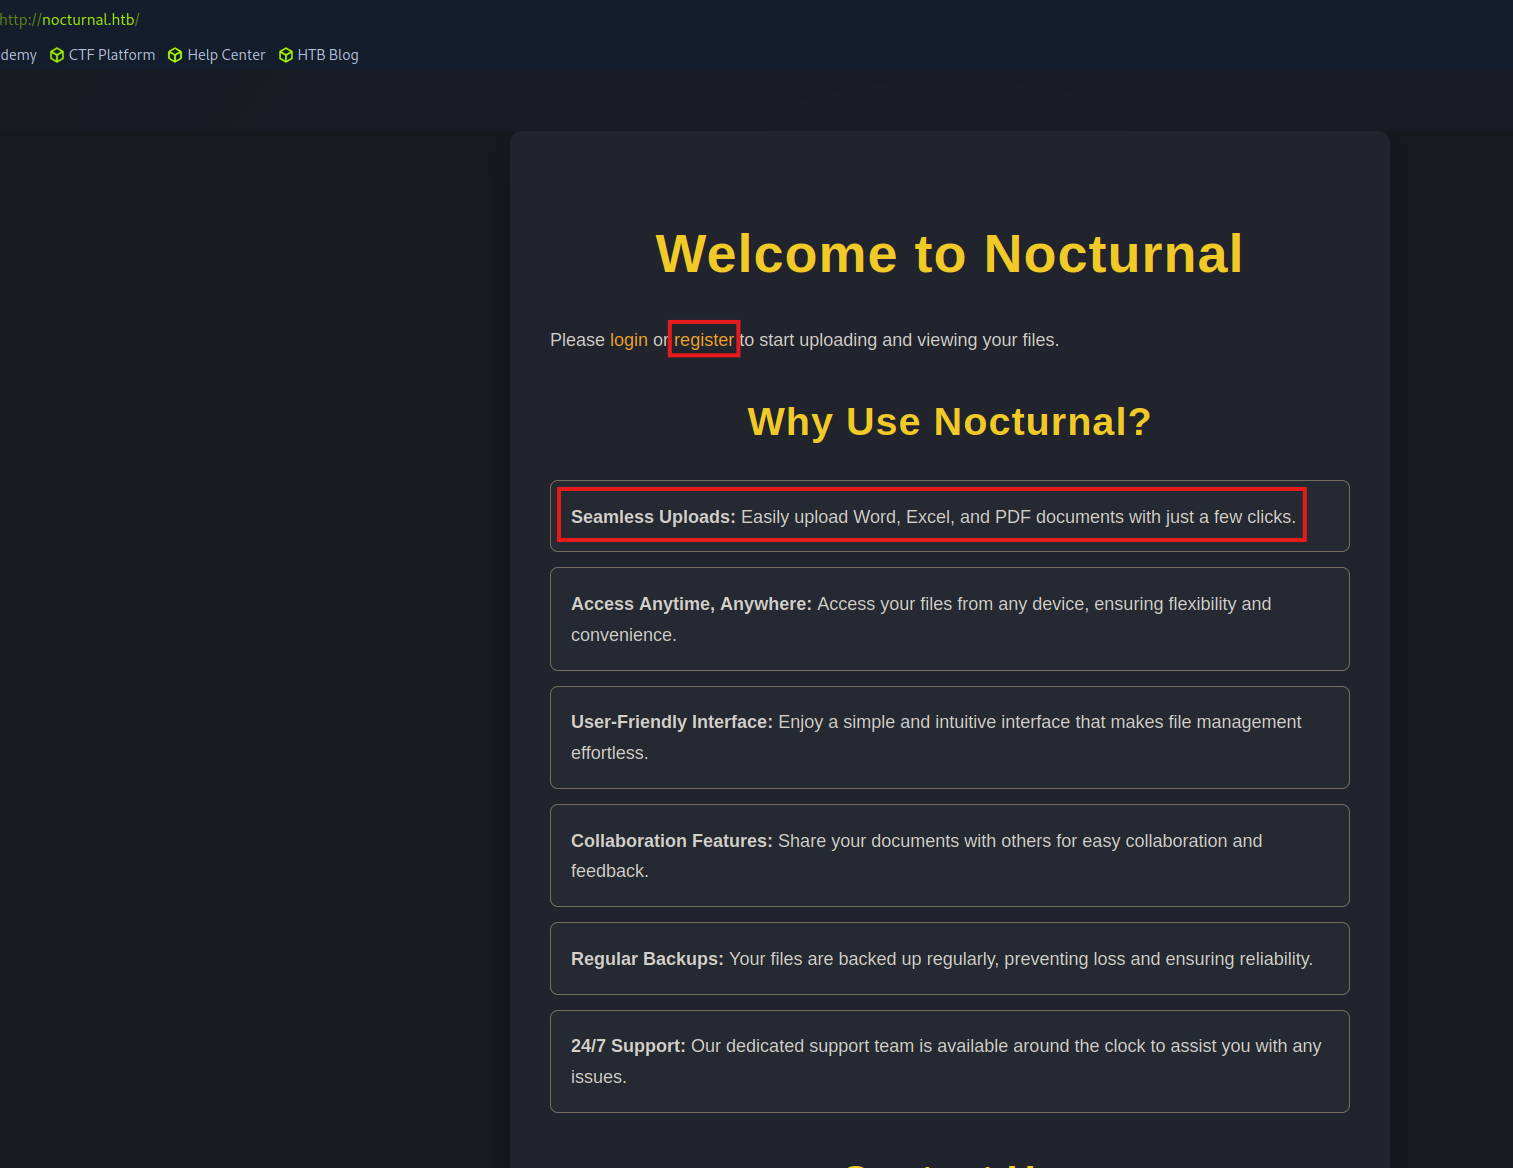 http://nocturnal.htb/
demy CTF Platform Help Center HTB Blog
Welcome to Nocturnal
Please login or register to start uploading and viewing your files.
Why Use Nocturnal?
Seamless Uploads: Easily upload Word, Excel, and PDF documents with just a few clicks.
Access Anytime, Anywhere: Access your files from any device, ensuring flexibility and
convenience.
User-Friendly Interface: Enjoy a simple and intuitive interface that makes file management
effortless.
Collaboration Features: Share your documents with others for easy collaboration and
feedback.
Regular Backups: Your files are backed up regularly, preventing loss and ensuring reliability.
24/7 Support: Our dedicated support team is available around the clock to assist you with any
issues.